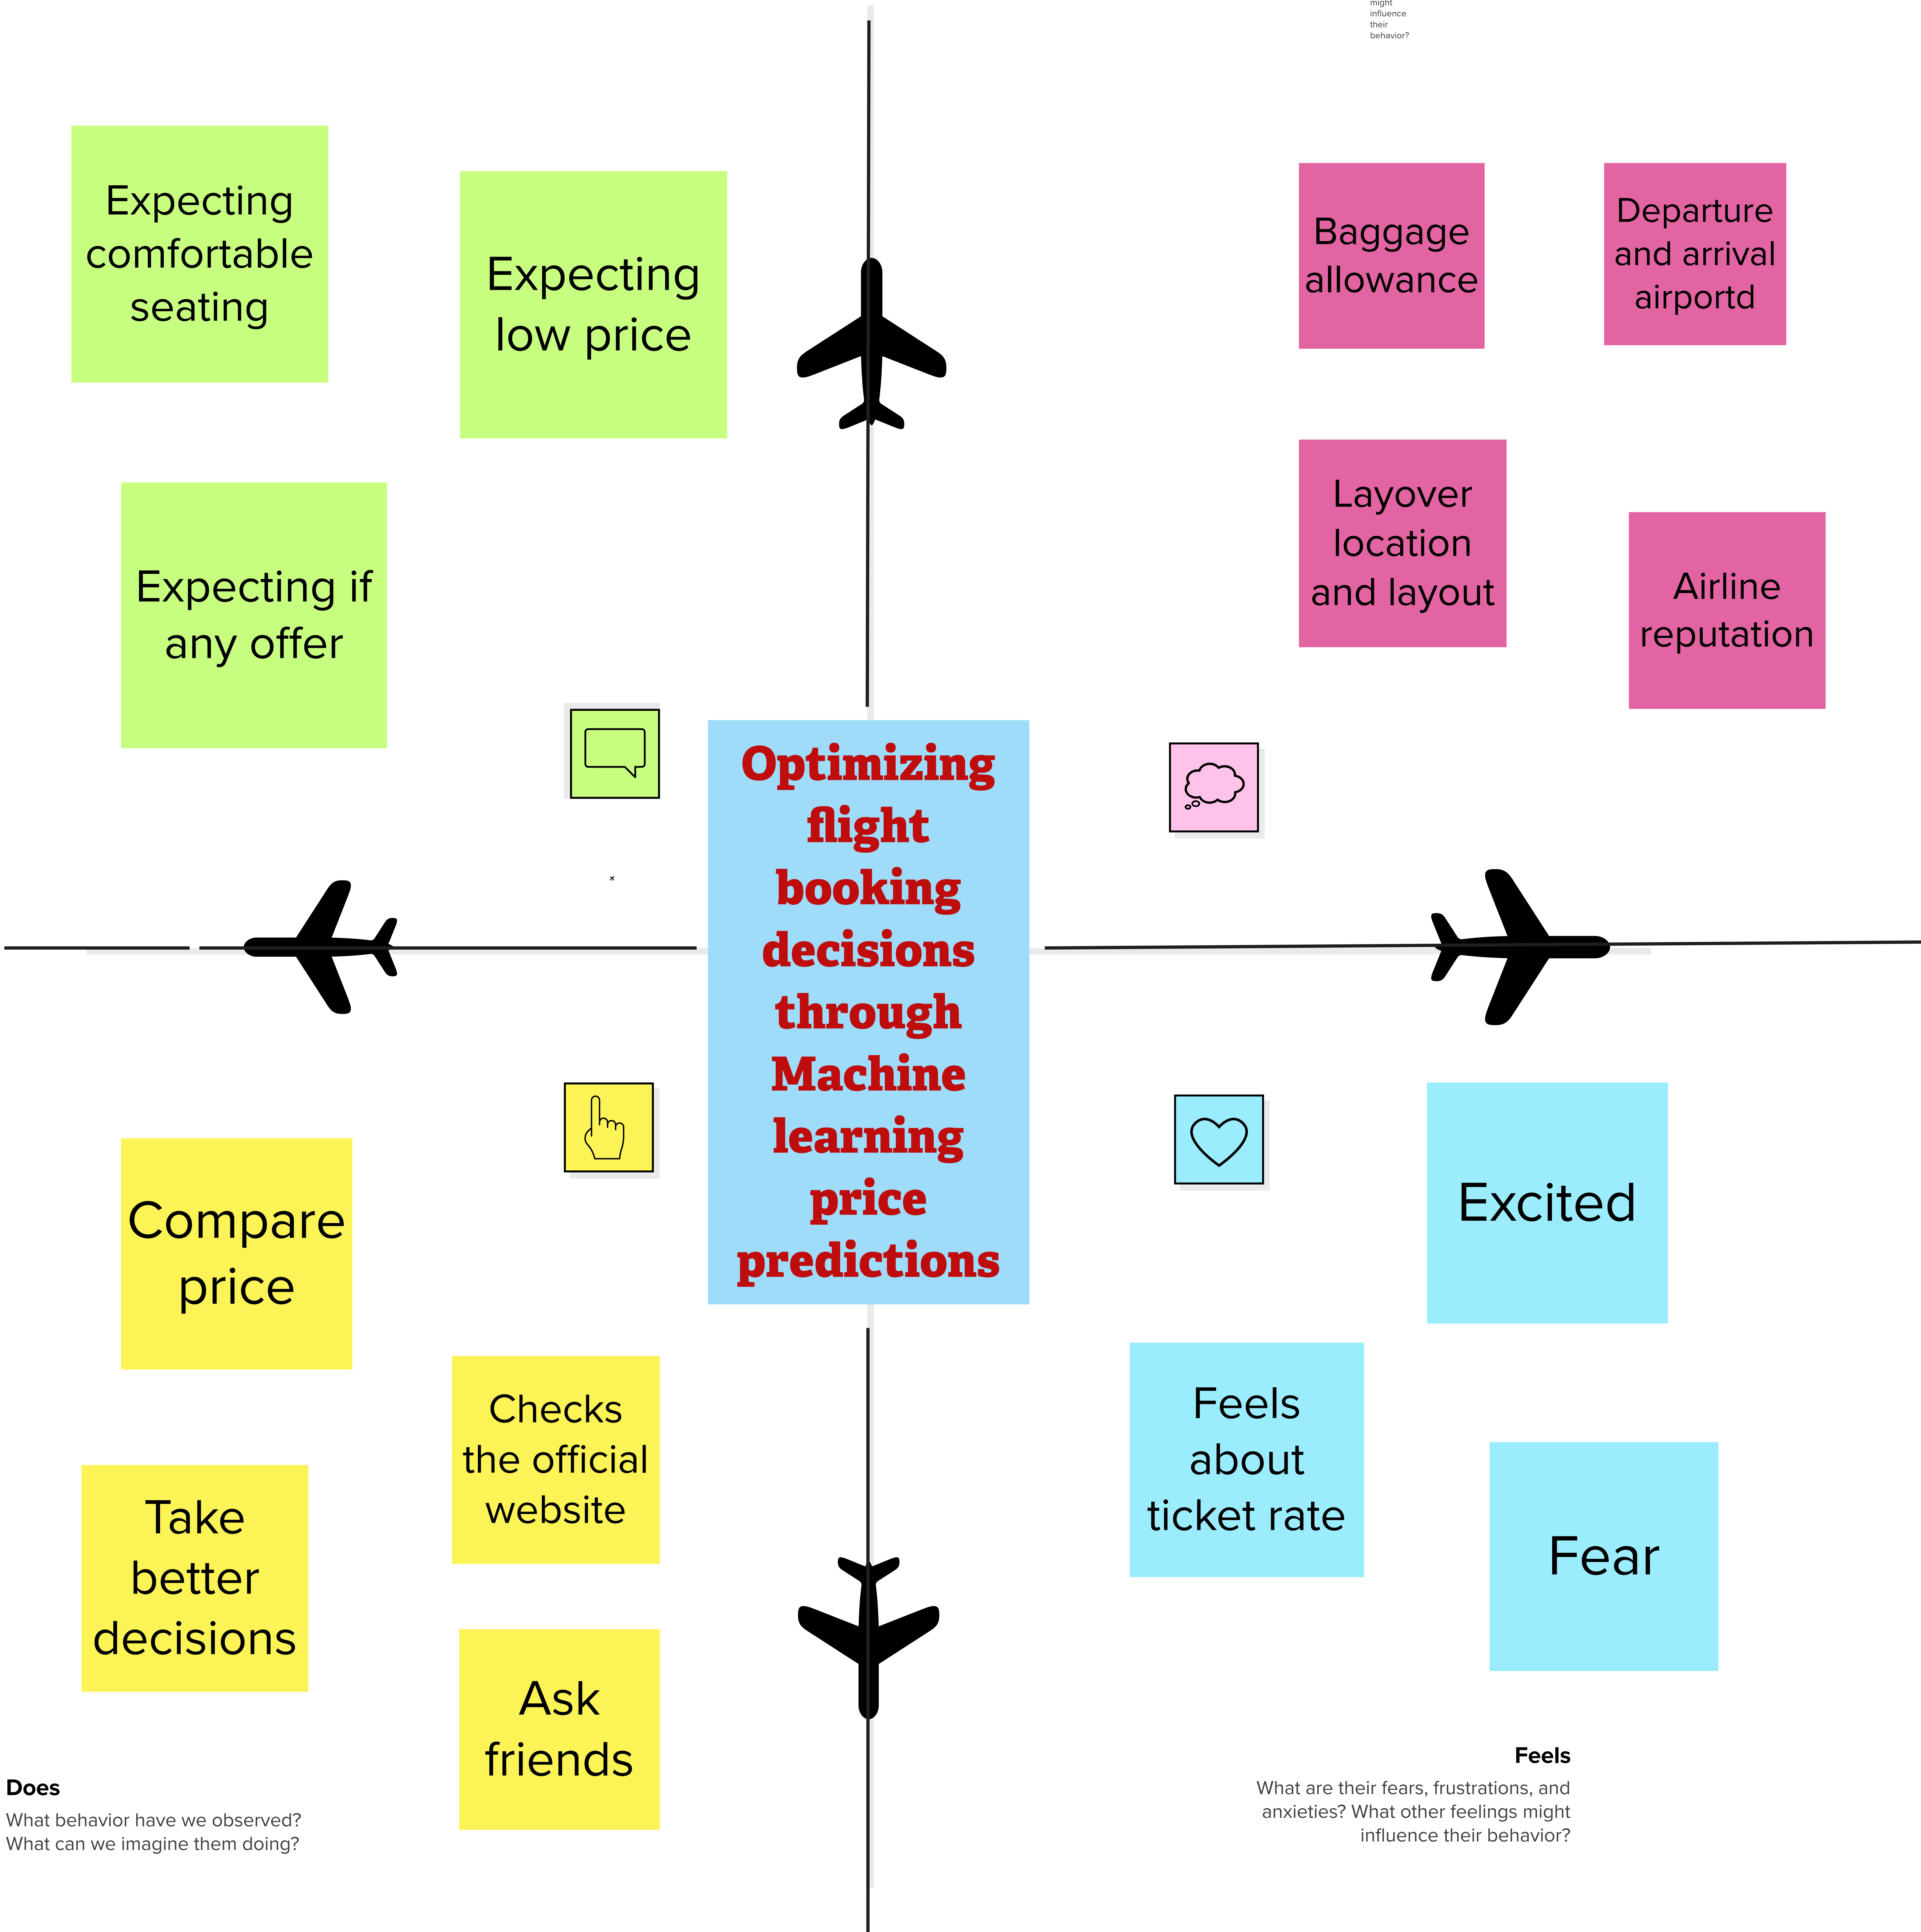 might
influence
their
behavior?
Expecting
comfortable
seating
Expecting
low price
Expecting if
any offer
Baggage
allowance
Departure
and arrival
airportd
Layover
location
and layout
Airline
reputation
Optimizing
flight
booking
decisions
through
Machine
learning
price
predictions
Compare
price
Checks
the official
website
Take
better
decisions
Ask
friends
Does
What behavior have we observed?
What can we imagine them doing?
Excited
Feels
about
ticket rate
Fear
Feels
What are their fears, frustrations, and
anxieties? What other feelings might
influence their behavior?